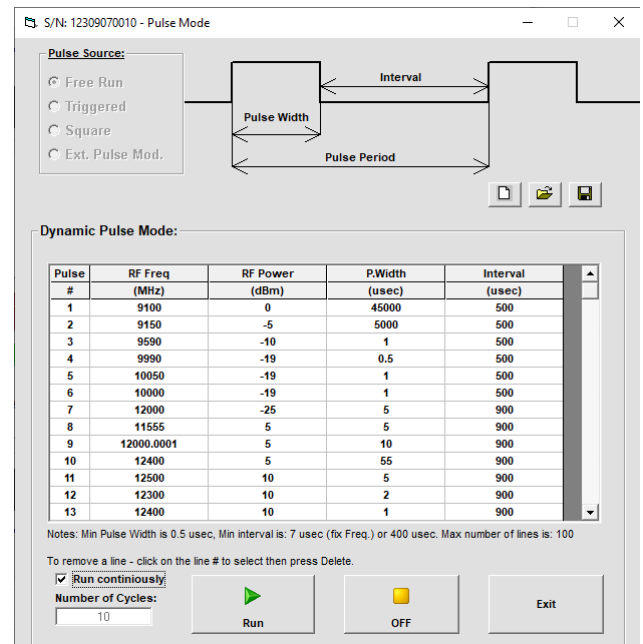 S/N: 12309070010 - Pulse Mode
Pulse Source:
Free Run
Triggered
Square
Ext. Pulse Mod.
Interval
Pulse Width
Pulse Period
Dynamic Pulse Mode:
Pulse RF Freq RF Power P.Width Interval
# (MHz) (dBm) (usec) (usec)
1 9100 0 45000 500
2 9150 -5 5000 500
3 9590 -10 1 500
4 9990 -19 0.5 500
5 10050 -19 1 500
6 10000 -19 1 500
7 12000 -25 5 900
8 11555 5 5 900
9 12000.0001 5 10 900
10 12400 5 55 900
11 12500 10 5 900
12 12300 10 2 900
13 12400 10 1 900
Notes: Min Pulse Width is 0.5 usec, Min interval is: 7 usec (fix Freq.) or 400 usec. Max number of lines is: 100
To remove a line - click on the line # to select then press Delete.
Run continiously
Number of Cycles:
10
Run
OFF
Exit